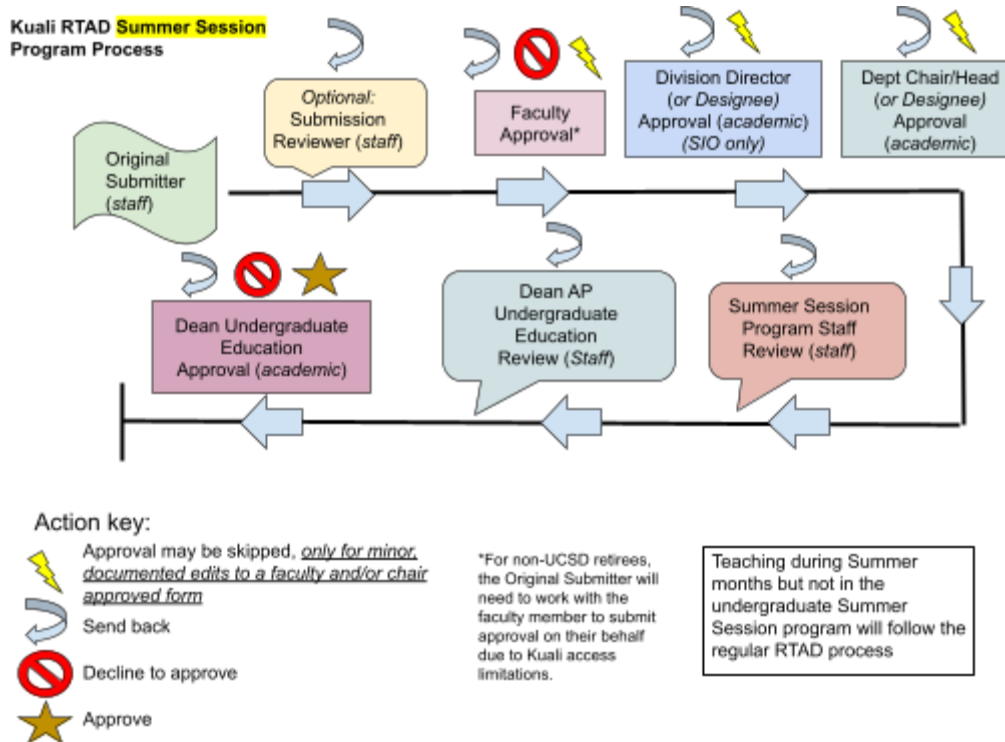 Kuali RTAD Summer Session
Program Process
Original
Submitter
(staff)
Optional:
Submission
Reviewer (staff)
Faculty
Approval*
Division Director
(or Designee)
Approval (academic)
(SIO only)
Dept Chair/Head
(or Designee)
Approval
(academic)
Dean Undergraduate
Education
Approval (academic)
Dean AP
Undergraduate
Education
Review (Staff)
Summer Session
Program Staff
Review (staff)
Action key:
Approval may be skipped, only for minor,
documented edits to a faculty and/or chair
approved form
Send back
Decline to approve
Approve
*For non-UCSD retirees,
the Original Submitter will
need to work with the
faculty member to submit
approval on their behalf
due to Kuali access
limitations.
Teaching during Summer
months but not in the
undergraduate Summer
Session program will follow the
regular RTAD process